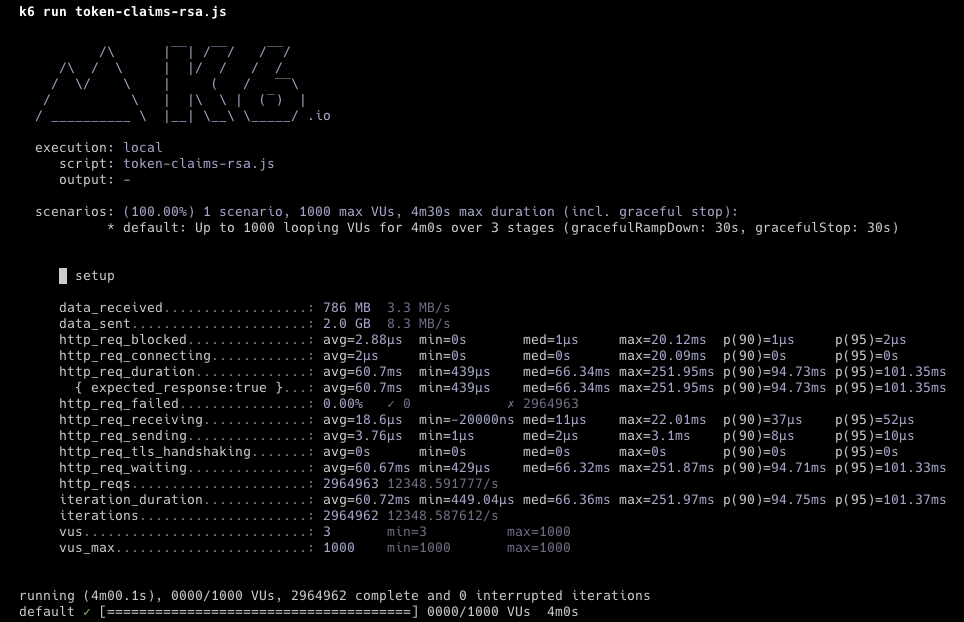 k6 run token-claims-rsa.js
          /\      |‾‾| /‾‾/   /‾‾/
     /\  /  \     |  |/  /   /  /
    /  \/    \    |     (   /   ‾‾\
   /          \   |  |\  \ |  (‾)  |
  / __________ \  |__| \__\ \_____/ .io
execution: local
script: token-claims-rsa.js
output: -
scenarios: (100.00%) 1 scenario, 1000 max VUs, 4m30s max duration (incl. graceful stop):
* default: Up to 1000 looping VUs for 4m0s over 3 stages (gracefulRampDown: 30s, gracefulStop: 30s)
█ setup
data_received..................: 786 MB  3.3 MB/s
data_sent......................: 2.0 GB  8.3 MB/s
http_req_blocked...............: avg=2.88µs  min=0s       med=1µs     max=20.12ms  p(90)=1µs     p(95)=2µs
http_req_connecting............: avg=2µs     min=0s       med=0s      max=20.09ms  p(90)=0s      p(95)=0s
http_req_duration..............: avg=60.7ms  min=439µs    med=66.34ms max=251.95ms p(90)=94.73ms p(95)=101.35ms
{ expected_response:true }...: avg=60.7ms  min=439µs    med=66.34ms max=251.95ms p(90)=94.73ms p(95)=101.35ms
http_req_failed................: 0.00%   ✓ 0            ✗ 2964963
http_req_receiving.............: avg=18.6µs  min=-20000ns med=11µs    max=22.01ms  p(90)=37µs    p(95)=52µs
http_req_sending...............: avg=3.76µs  min=1µs      med=2µs     max=3.1ms    p(90)=8µs     p(95)=10µs
http_req_tls_handshaking.......: avg=0s      min=0s       med=0s      max=0s       p(90)=0s      p(95)=0s
http_req_waiting...............: avg=60.67ms min=429µs    med=66.32ms max=251.87ms p(90)=94.71ms p(95)=101.33ms
http_reqs......................: 2964963 12348.591777/s
iteration_duration.............: avg=60.72ms min=449.04µs med=66.36ms max=251.97ms p(90)=94.75ms p(95)=101.37ms
iterations.....................: 2964962 12348.587612/s
vus............................: 3       min=3          max=1000
vus_max........................: 1000    min=1000       max=1000
running (4m00.1s), 0000/1000 VUs, 2964962 complete and 0 interrupted iterations
default ✓ [======================================] 0000/1000 VUs  4m0s